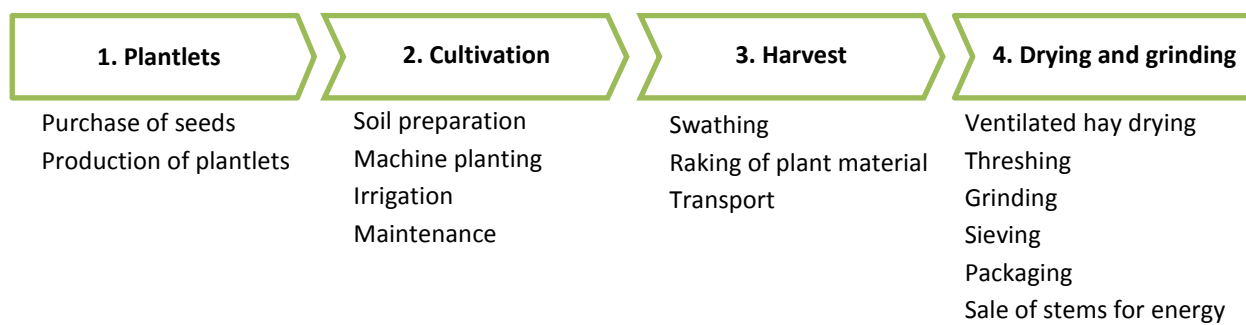 1. Plantlets
Purchase of seeds
Production of plantlets
2. Cultivation
Soil preparation
Machine planting
Irrigation
Maintenance
3. Harvest
Swathing
Raking of plant material
Transport
4. Drying and grinding
Ventilated hay drying
Threshing
Grinding
Sieving
Packaging
Sale of stems for energy